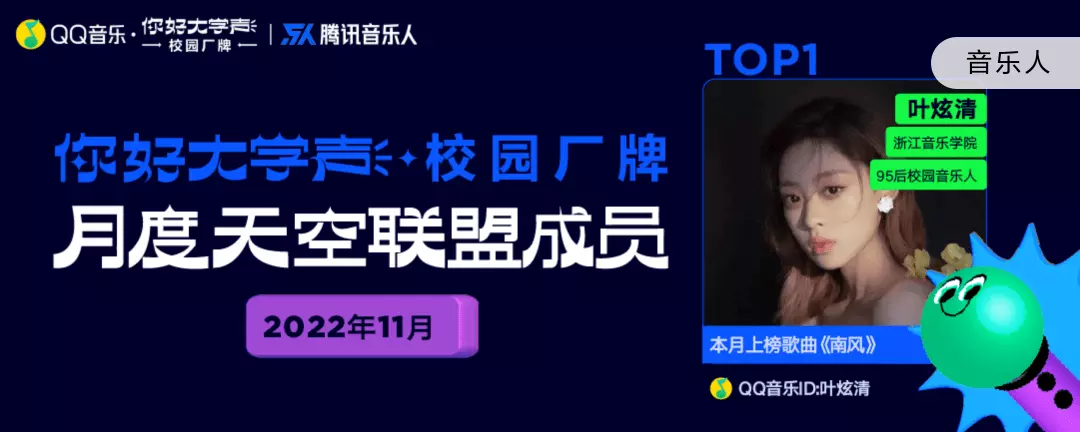 QQ音乐·你好大学声 校园厂牌 | 腾讯音乐人
音乐人
你好大学声·校园厂牌
月度天空联盟成员
2022年11月
TOP1
叶炫清
浙江音乐学院
95后校园音乐人
本月上榜歌曲《南风》
QQ音乐ID:叶炫清